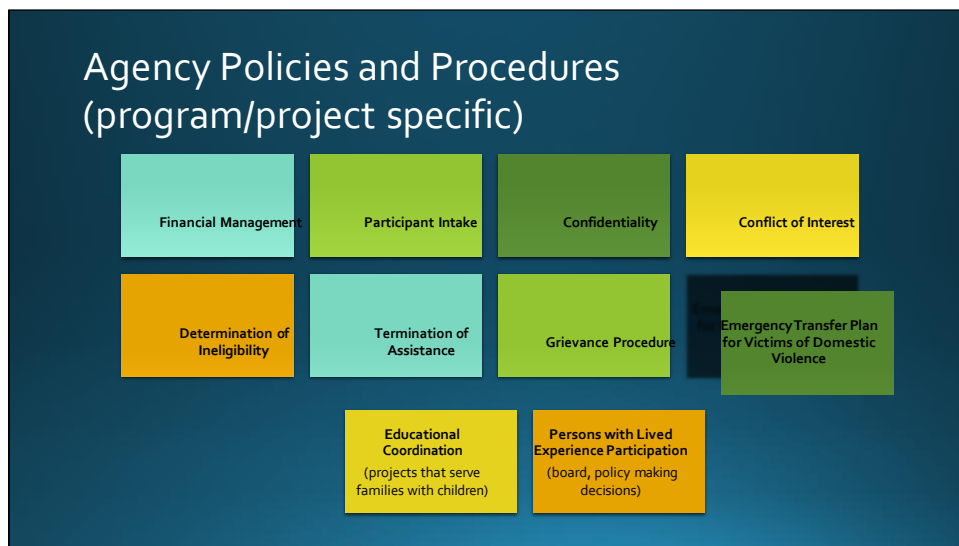 Agency Policies and Procedures
(program/project specific)
Financial Management
Participant Intake
Confidentiality
Conflict of Interest
Determination of
Ineligibility
Termination of
Assistance
Grievance Procedure
Emergency Transfer Plan
for Victims of Domestic
Violence
Educational
Coordination
(projects that serve
families with children)
Persons with Lived
Experience Participation
(board, policy making
decisions)